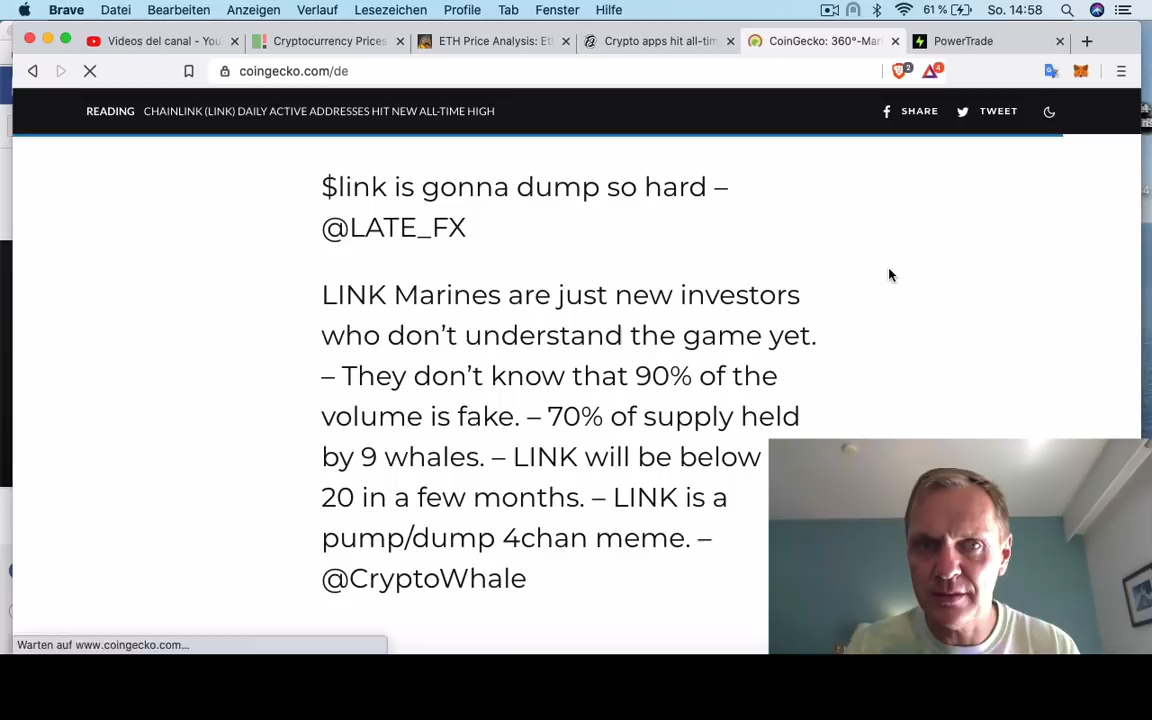 Brave Datei Bearbeiten Anzeigen Verlauf Lesezeichen Profile Tab Fenster Hilfe 61 % So. 14:58
Videos del canal - You
Cryptocurrency Prices
ETH Price Analysis: Et
Crypto apps hit all-tim
CoinGecko: 360°-Mar
PowerTrade
coingecko.com/de
2
4
READING CHAINLINK (LINK) DAILY ACTIVE ADDRESSES HIT NEW ALL-TIME HIGH
SHARE TWEET
$link is gonna dump so hard –
@LATE_FX
LINK Marines are just new investors
who don’t understand the game yet.
– They don’t know that 90% of the
volume is fake. – 70% of supply held
by 9 whales. – LINK will be below
20 in a few months. – LINK is a
pump/dump 4chan meme. –
@CryptoWhale
Warten auf www.coingecko.com...